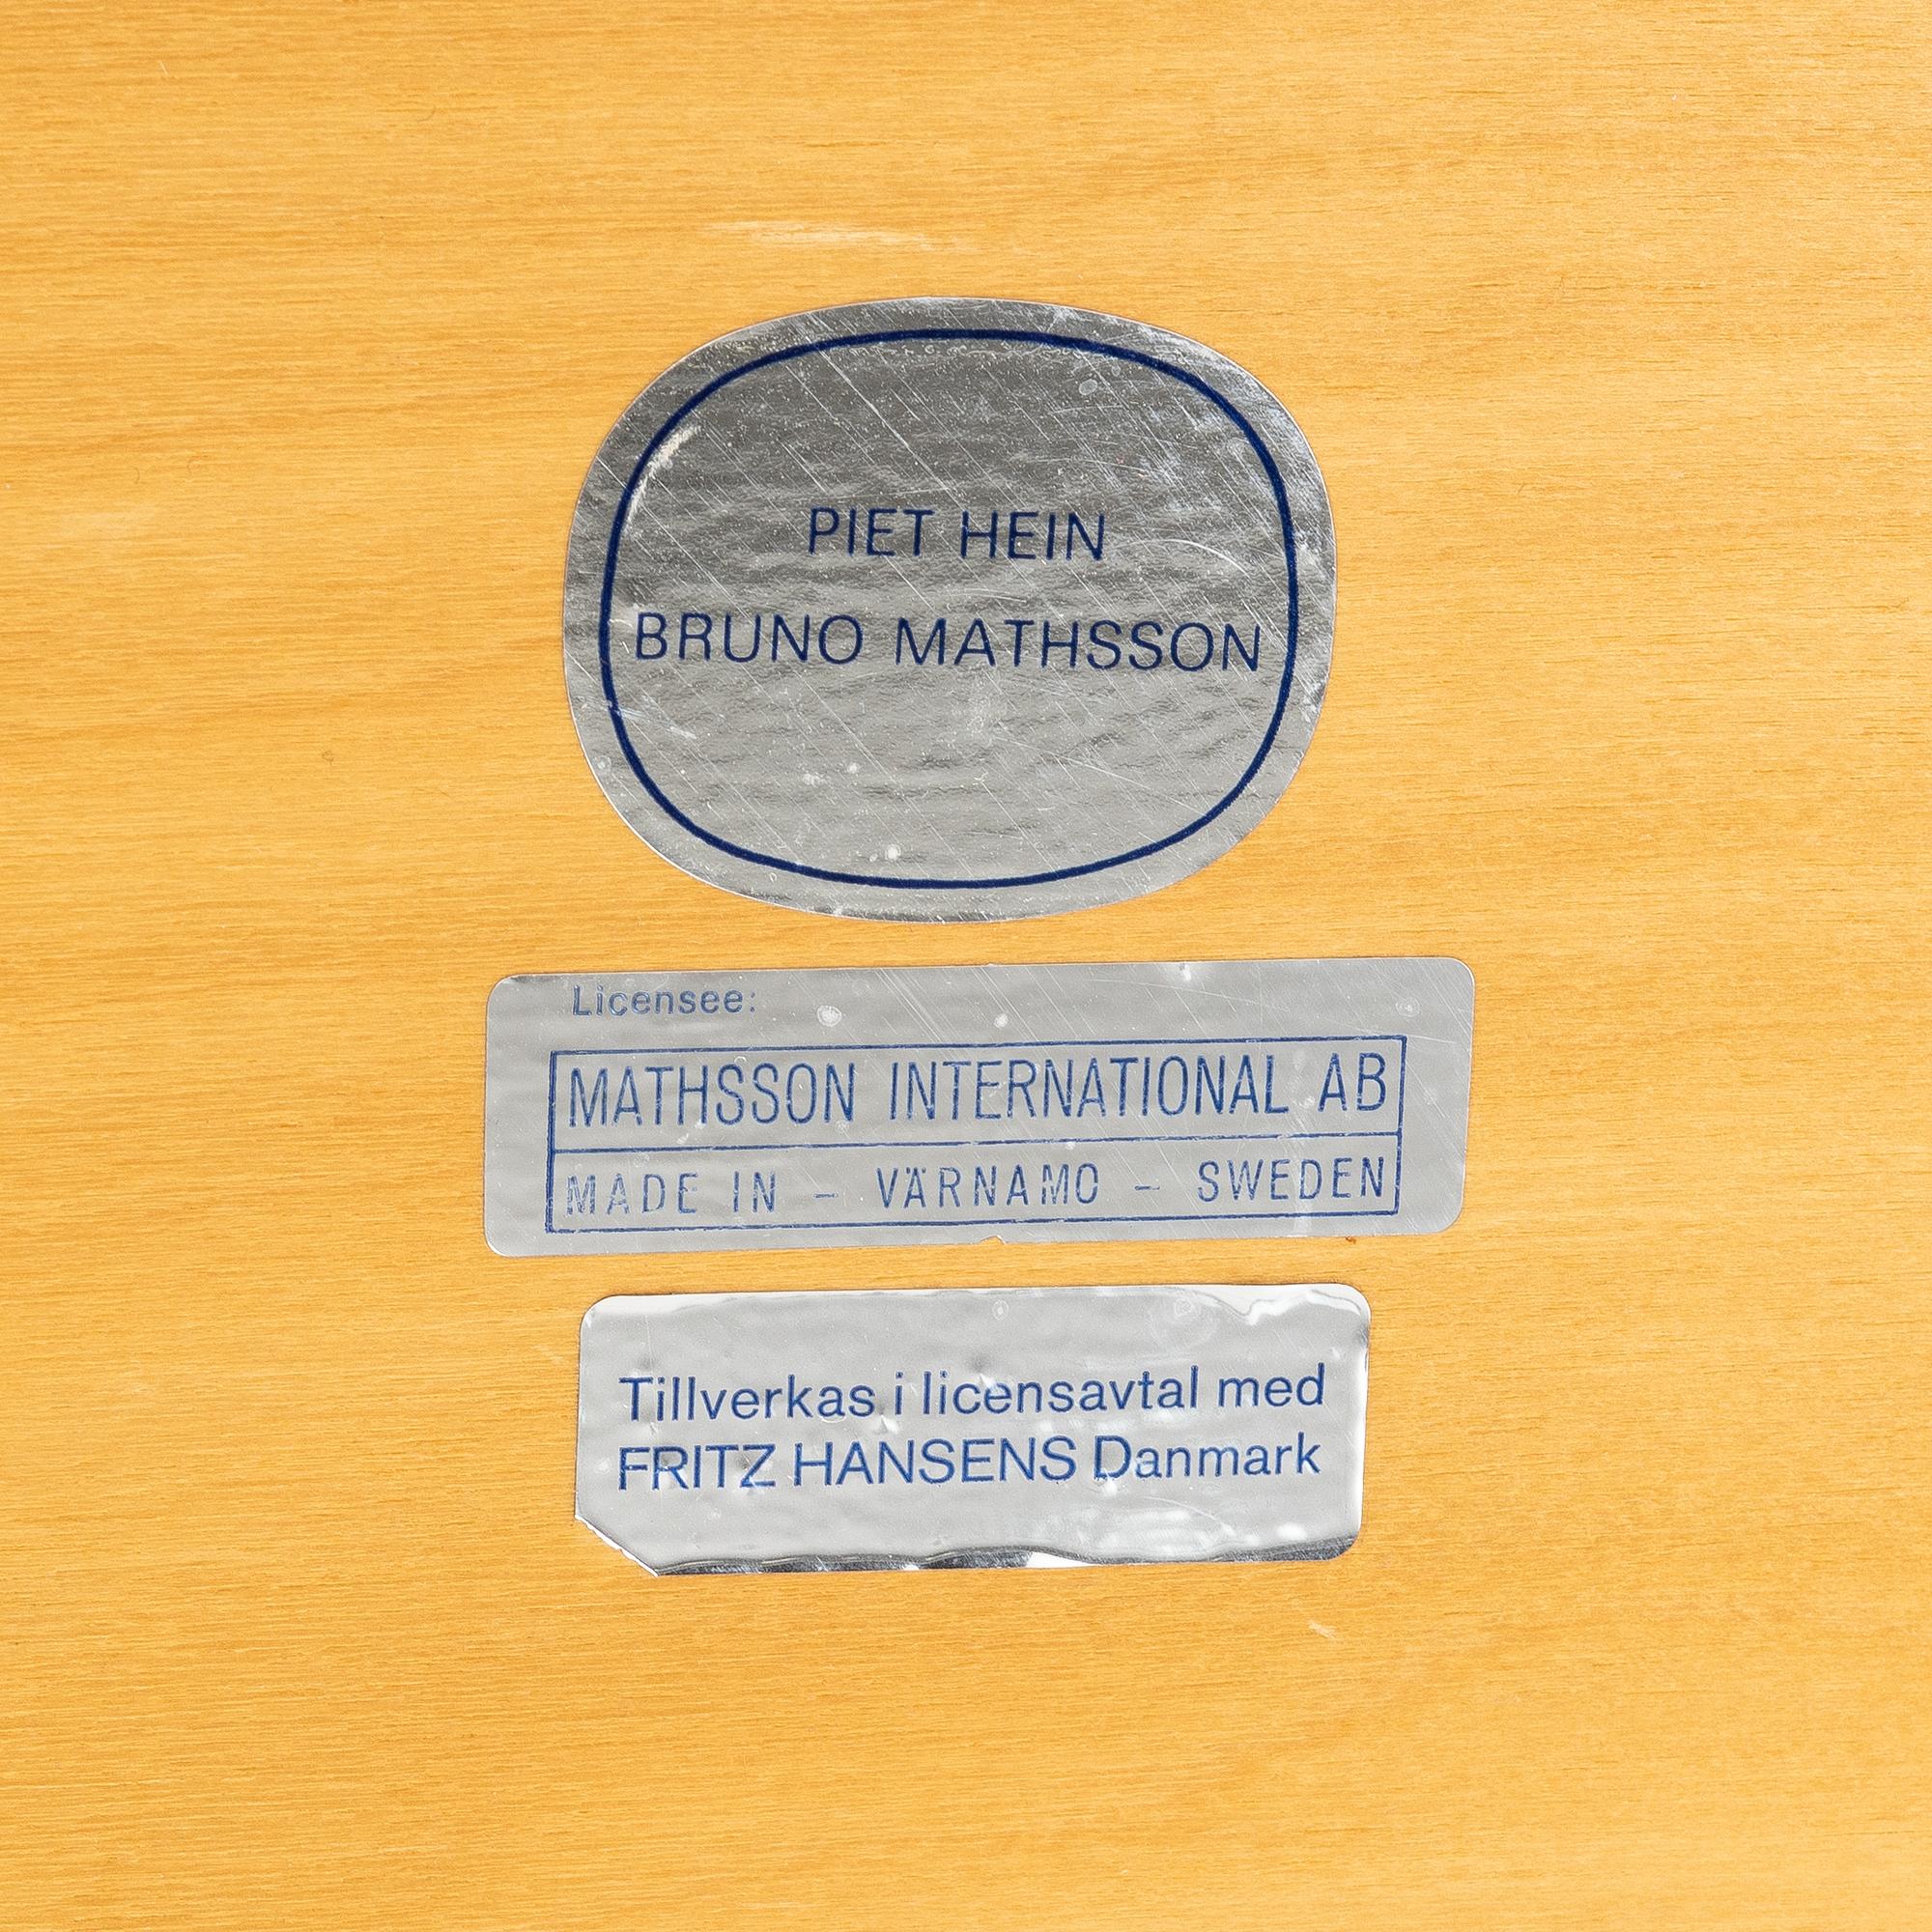 PIET HEIN
BRUNO MATHSSON
Licensee:
MATHSSON INTERNATIONAL AB
MADE IN - VÄRNAMO - SWEDEN
Tillverkas i licensavtal med
FRITZ HANSENS Danmark